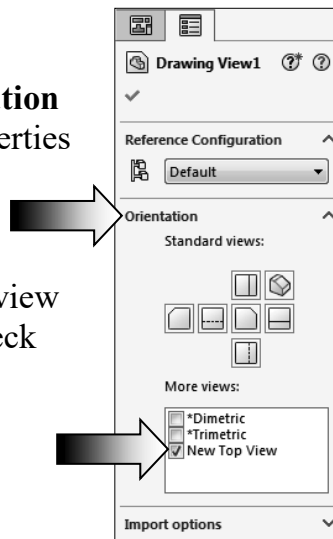 Drawing View1
tion
erties
Reference Configuration
Default
Orientation
Standard views:
view
eck
More views:
*Dimetric
*Trimetric
New Top View
Import options